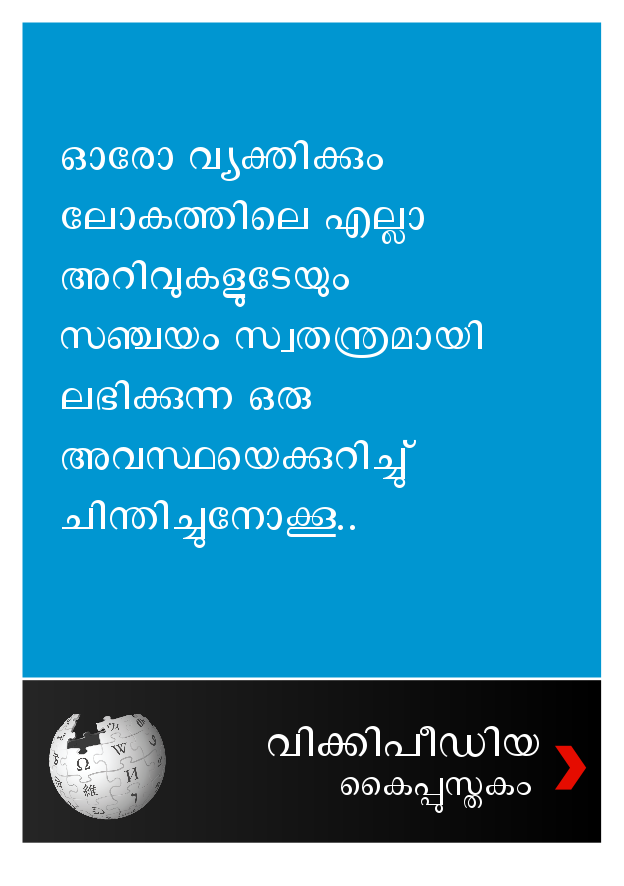 ഓരോ വ്യക്തിക്കും
ലോകത്തിലെ എല്ലാ
അറിവുകളുടേയും
സഞ്ചയം സ്വതന്ത്രമായി
ലഭിക്കുന്ന ഒരു
അവസ്ഥയെക്കുറിച്ചു്
ചിന്തിച്ചുനോക്കൂ..
വിക്കിപീഡിയ
കൈപ്പുസ്തകം